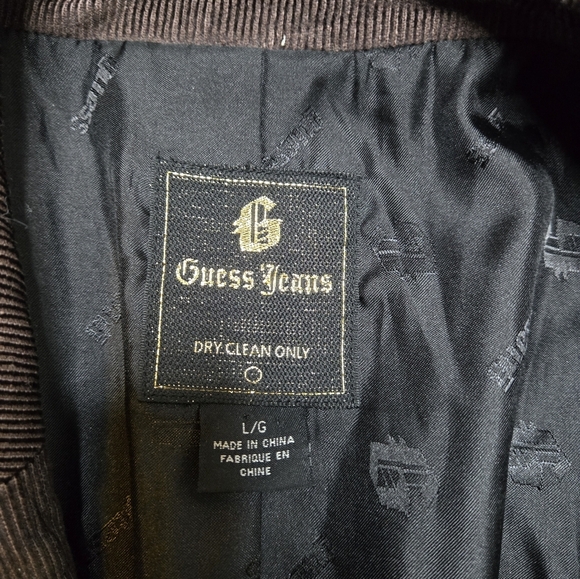 G
Guess Jeans
DRY CLEAN ONLY
L/G
MADE IN CHINA
FABRIQUE EN
CHINE